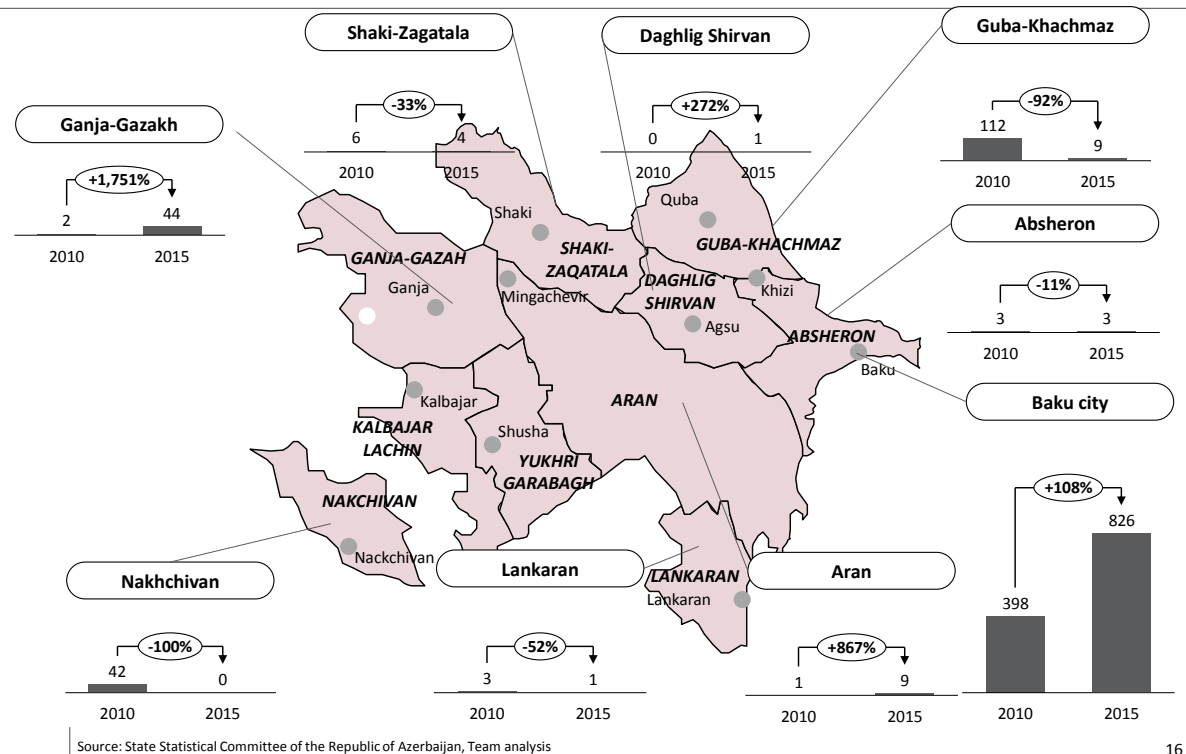 Shaki-Zagatala
-33%
6
4
2010
2015
Daghlig Shirvan
+272%
0
1
2010
2015
Guba-Khachmaz
-92%
112
9
2010
2015
Ganja-Gazakh
+1,751%
2
44
2010
2015
Absheron
-11%
3
3
2010
2015
Baku city
+108%
398
826
2010
2015
Quba
GUBA-KHACHMAZ
Shaki
SHAKI-
ZAQATALA
GANJA-GAZAH
Ganja
Mingachevir
DAGHLIG
SHIRVAN
Khizi
Agsu
ABSHERON
Baku
ARAN
Kalbajar
KALBAJAR
LACHIN
Shusha
YUKHRI
GARABAGH
NAKCHIVAN
Nackchivan
LANKARAN
Lankaran
Nakhchivan
-100%
42
0
2010
2015
Lankaran
-52%
3
1
2010
2015
Aran
+867%
1
9
2010
2015
Source: State Statistical Committee of the Republic of Azerbaijan, Team analysis
16